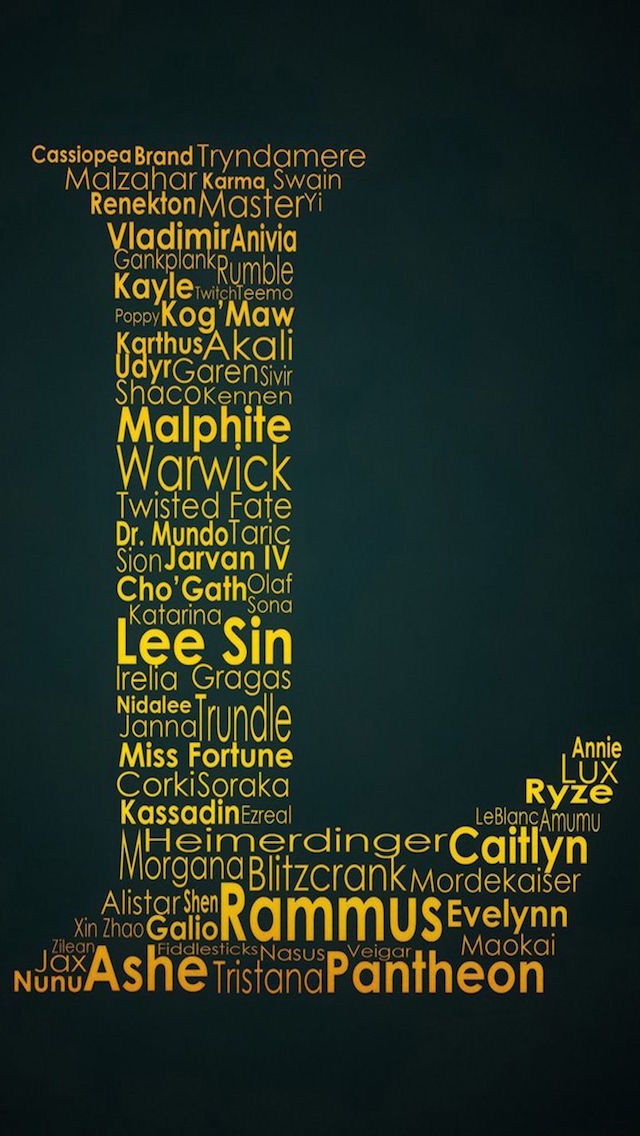 Cassiopea Brand Tryndamere
Malzahar Karma Swain
Renekton Master Yi
Vladimir Anivia
Gankplank Rumble
Kayle Twitch Teemo
Poppy Kog'Maw
Karthus Akali
Udyr Garen Sivir
Shaco Kennen
Malphite
Warwick
Twisted Fate
Dr. Mundo Taric
Sion Jarvan IV
Cho'Gath Olaf
Katarina Sona
Lee Sin
Irelia Gragas
Nidalee
Janna Trundle
Miss Fortune
Annie
Lux
Corki Soraka
Ryze
Kassadin Ezreal
LeBlanc Amumu
Heimerdinger Caitlyn
Morgana Blitzcrank Mordekaiser
Alistar Shen Rammus Evelynn
Xin Zhao Galio
Zilean Fiddlesticks Nasus Veigar Maokai
Jax Ashe Tristana Pantheon
Nunu